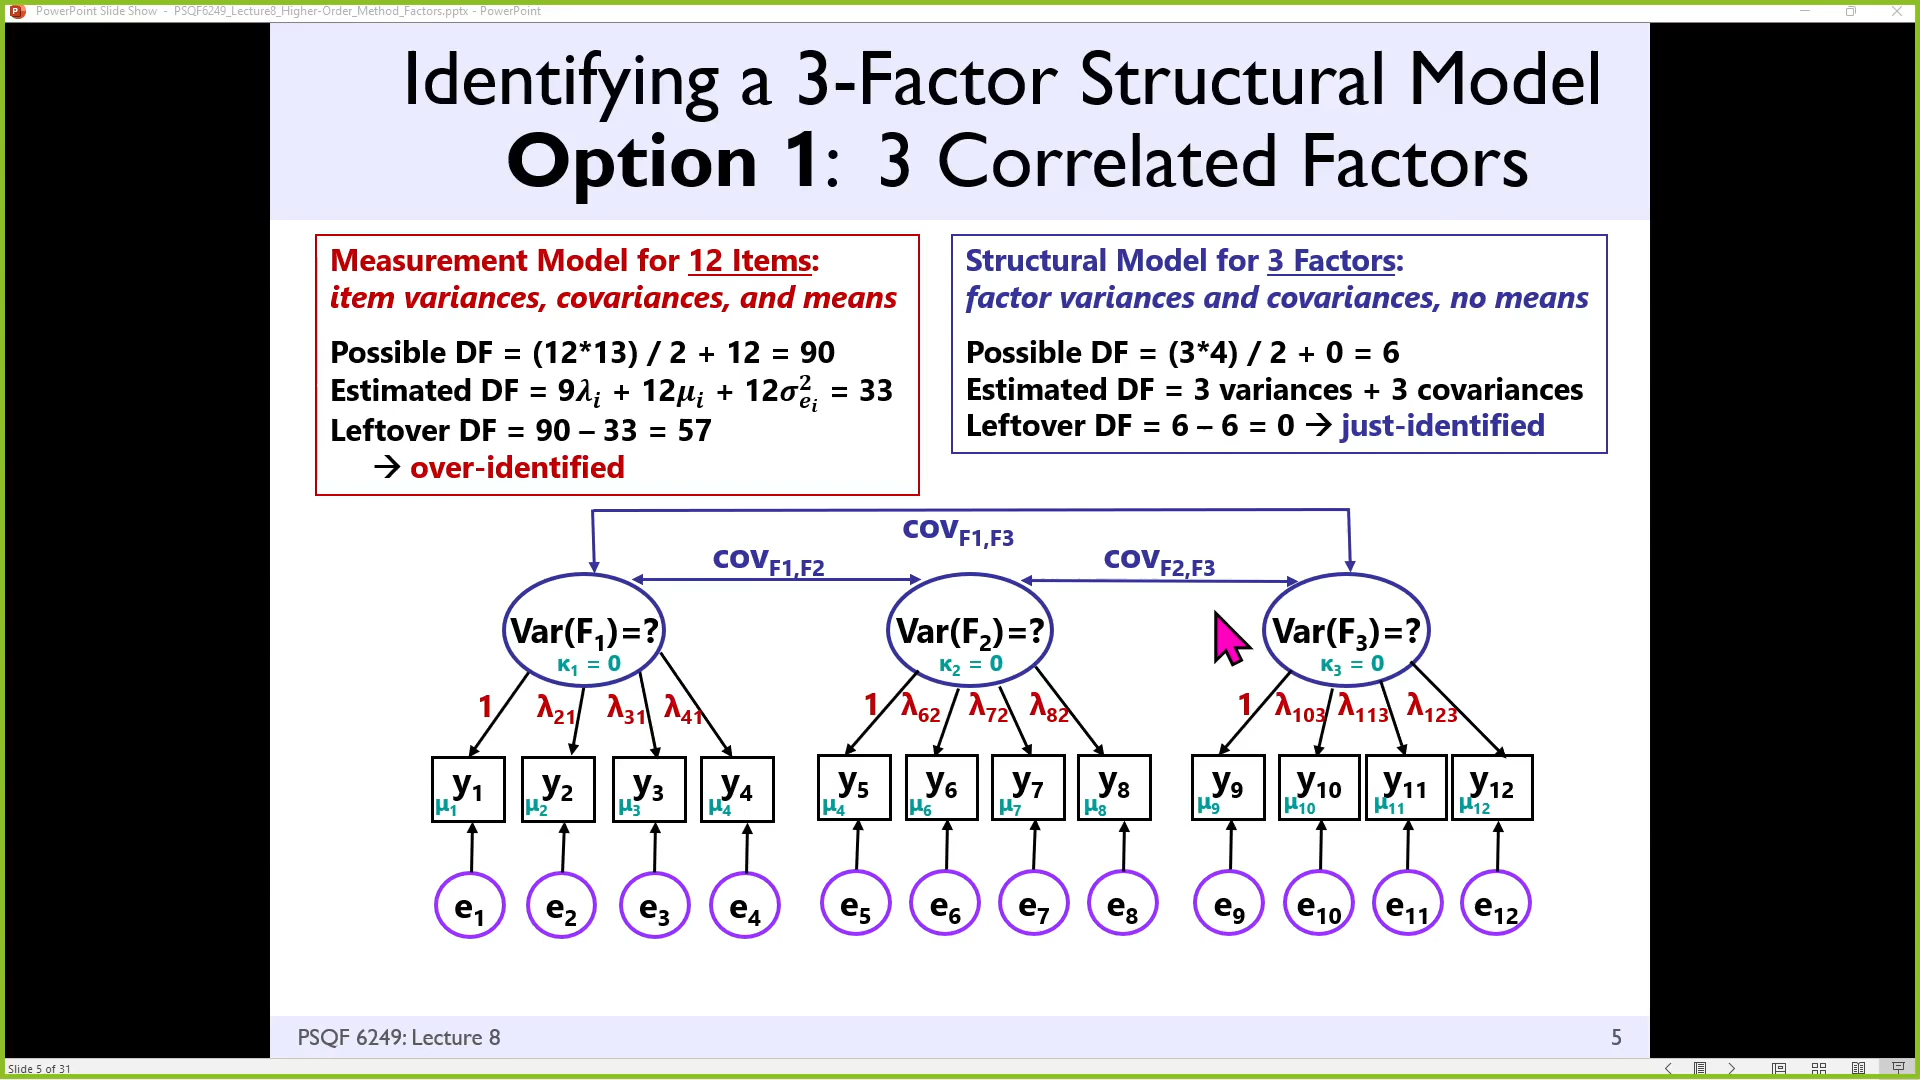 PowerPoint Slide Show - PSQF6249_Lecture8_Higher-Order_Method_Factors.pptx - PowerPoint
Identifying a 3-Factor Structural Model
Option 1: 3 Correlated Factors
Measurement Model for 12 Items:
item variances, covariances, and means
Possible DF = (12*13) / 2 + 12 = 90
Estimated DF = 9λᵢ + 12μᵢ + 12σ²ₑᵢ = 33
Leftover DF = 90 – 33 = 57
→ over-identified
Structural Model for 3 Factors:
factor variances and covariances, no means
Possible DF = (3*4) / 2 + 0 = 6
Estimated DF = 3 variances + 3 covariances
Leftover DF = 6 – 6 = 0 → just-identified
cov F1,F3
cov F1,F2 cov F2,F3
Var(F₁)=? Var(F₂)=? Var(F₃)=?
κ₁ = 0 κ₂ = 0 κ₃ = 0
1 λ₂₁ λ₃₁ λ₄₁ 1 λ₆₂ λ₇₂ λ₈₂ 1 λ₁₀₃ λ₁₁₃ λ₁₂₃
y₁ y₂ y₃ y₄ y₅ y₆ y₇ y₈ y₉ y₁₀ y₁₁ y₁₂
μ₁ μ₂ μ₃ μ₄ μ₄ μ₆ μ₇ μ₈ μ₉ μ₁₀ μ₁₁ μ₁₂
e₁ e₂ e₃ e₄ e₅ e₆ e₇ e₈ e₉ e₁₀ e₁₁ e₁₂
PSQF 6249: Lecture 8 5
Slide 5 of 31